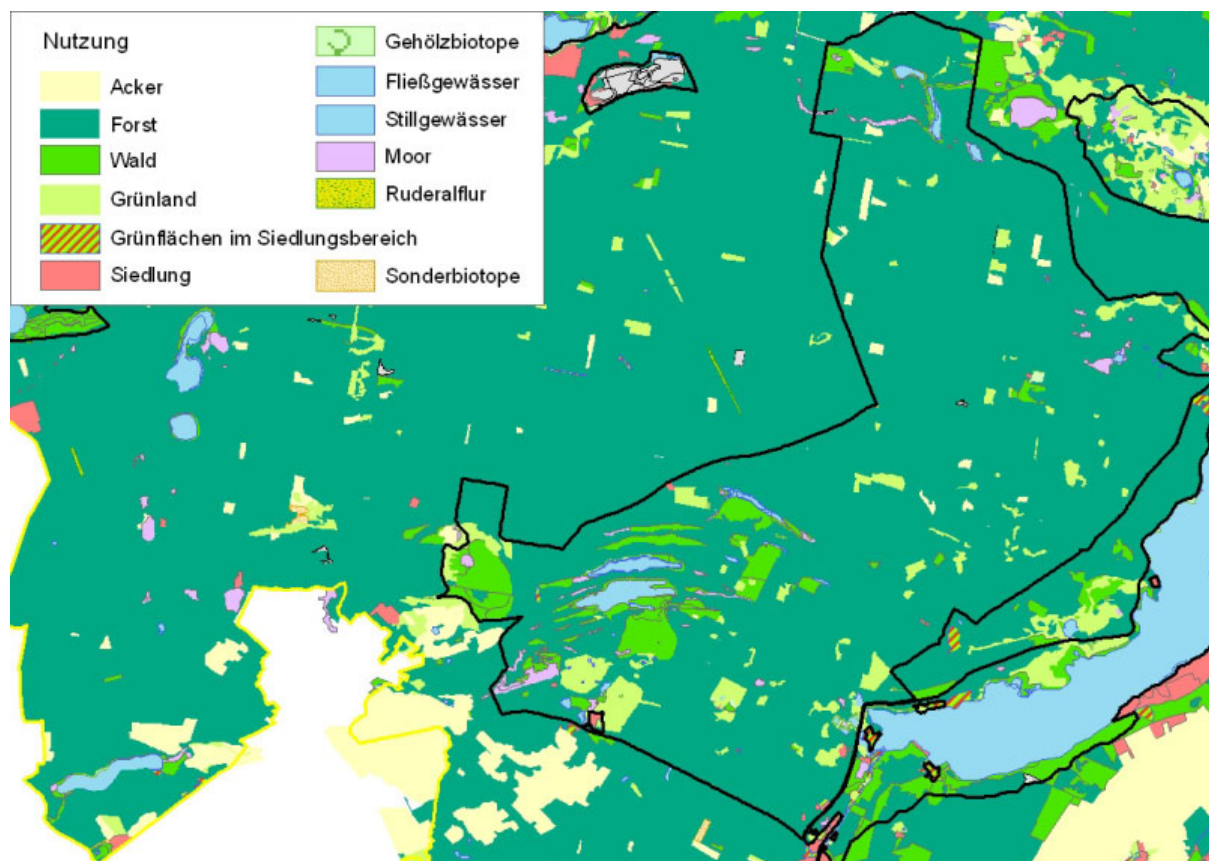 Nutzung
Acker
Forst
Wald
Grünland
Grünflächen im Siedlungsbereich
Siedlung
Gehölzbiotope
Fließgewässer
Stillgewässer
Moor
Ruderalflur
Sonderbiotope